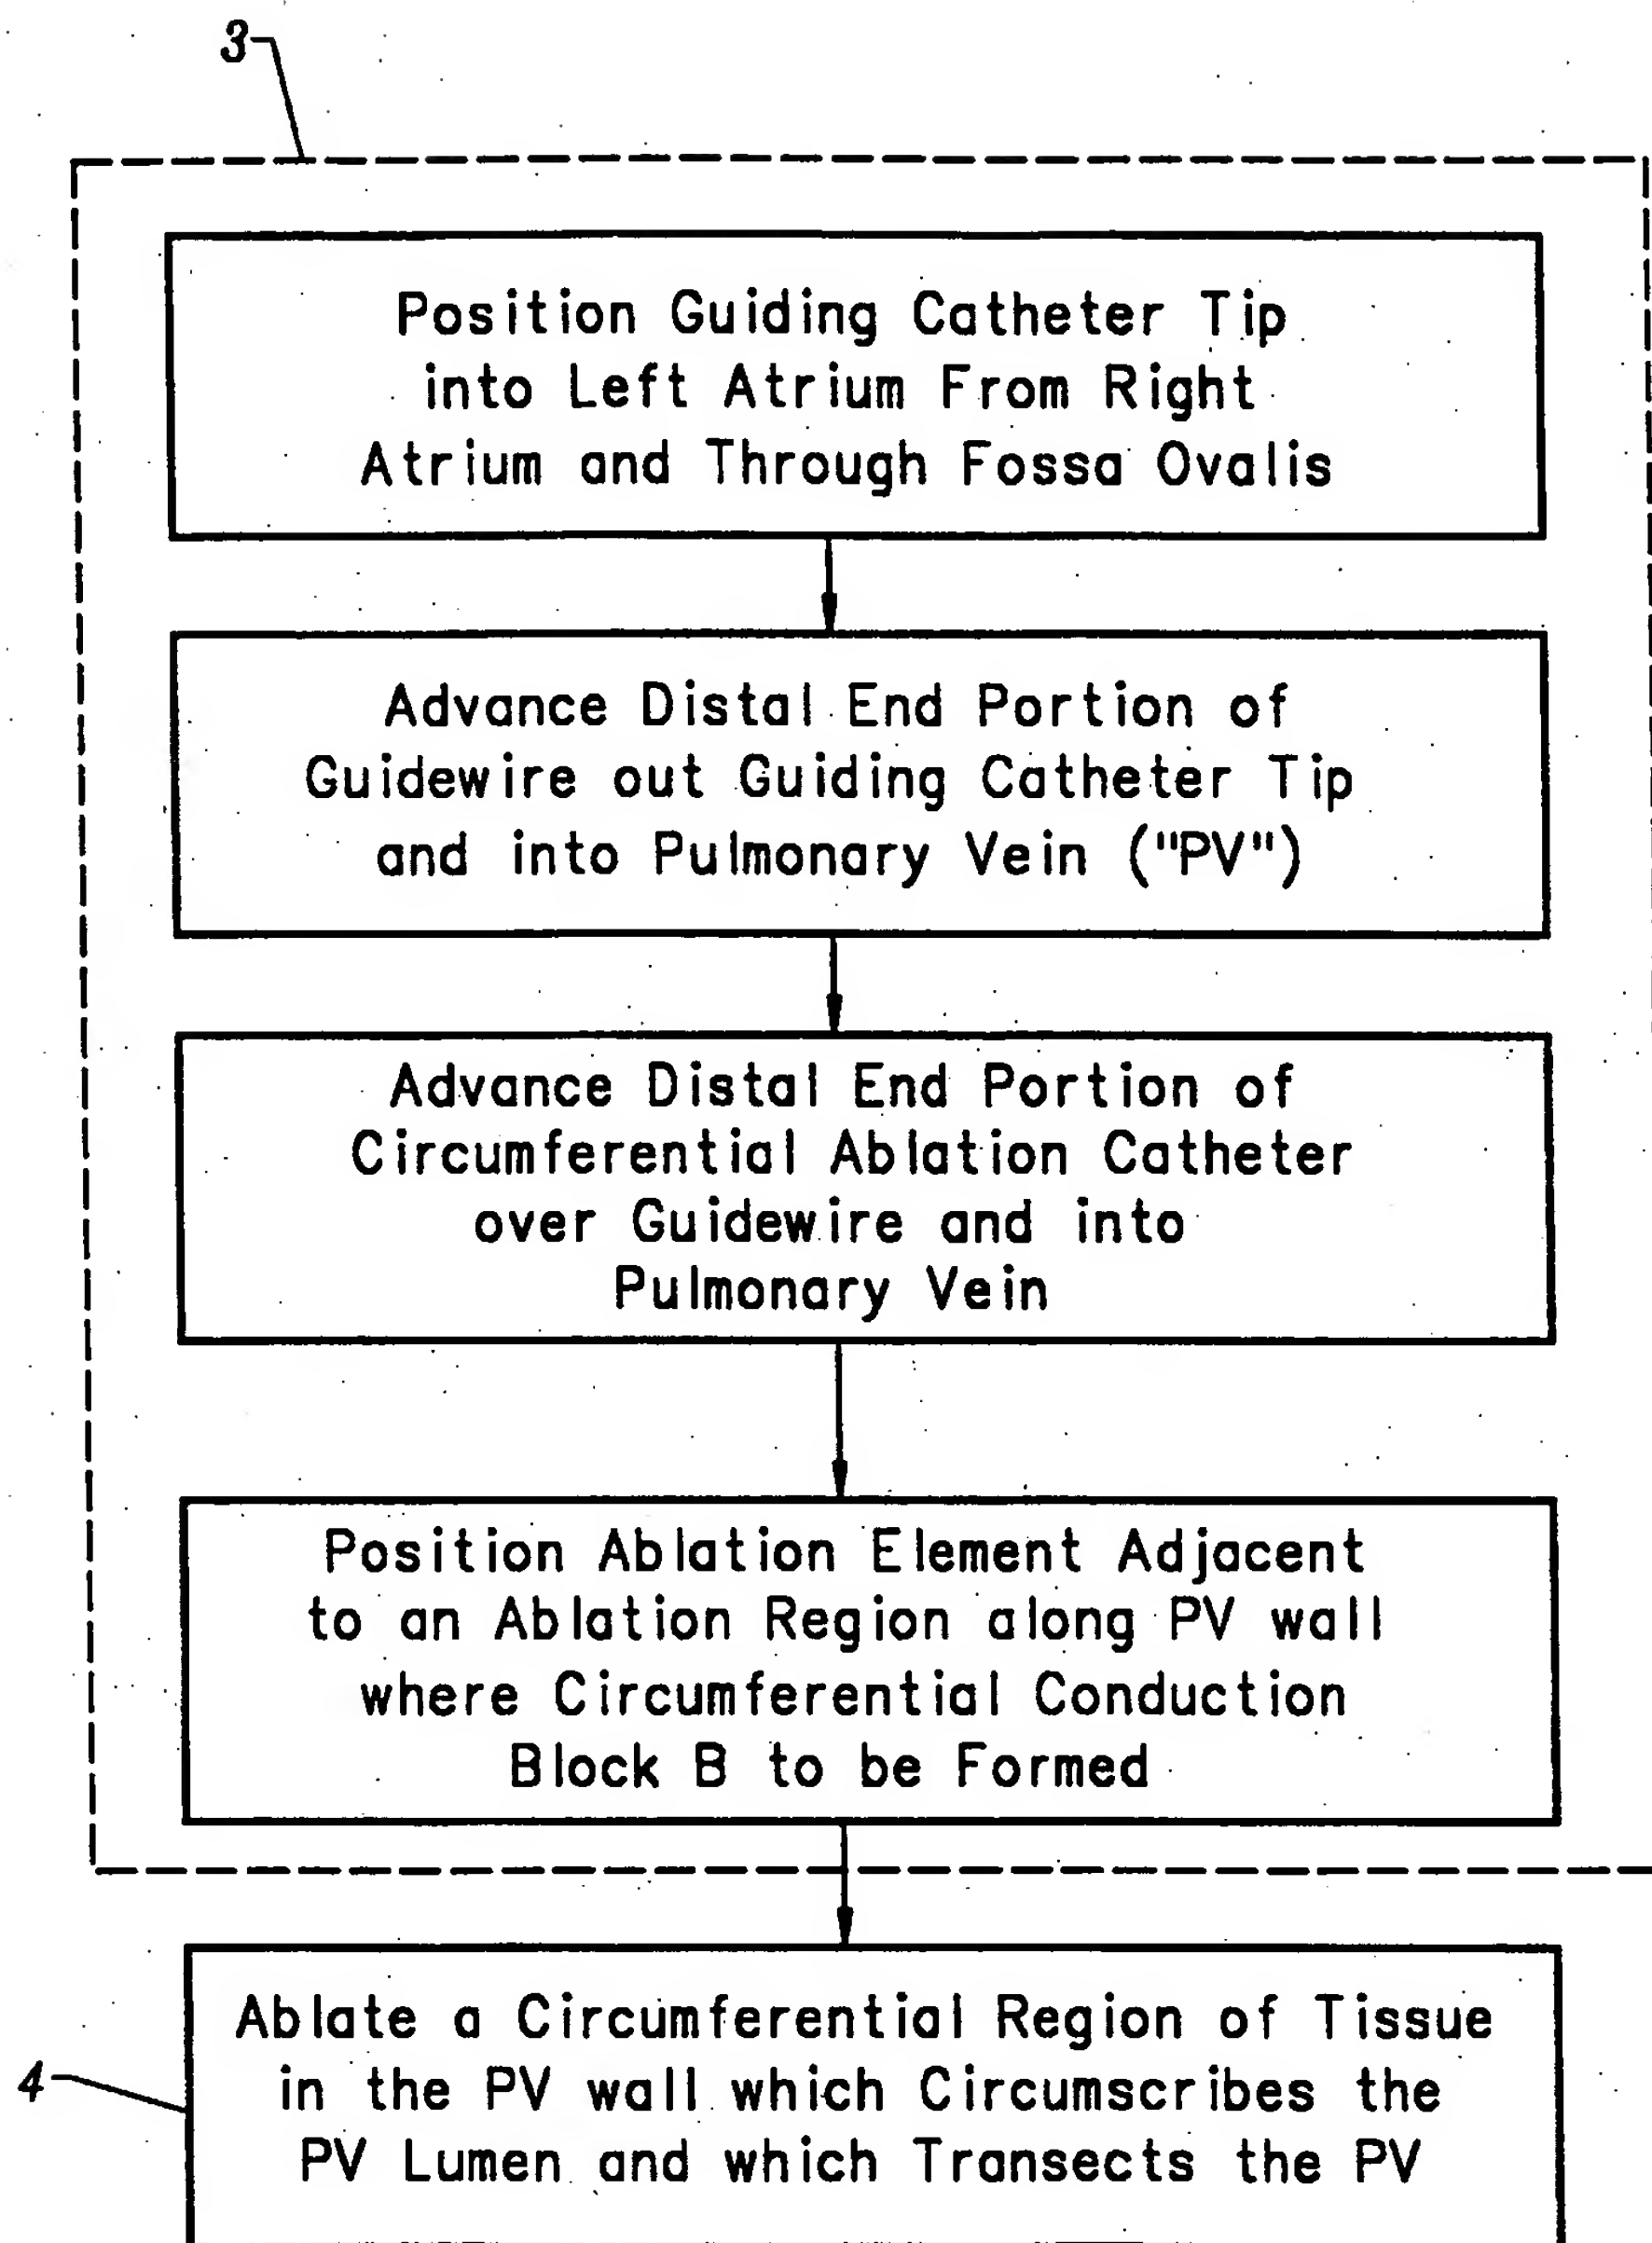 3
Position Guiding Catheter Tip
into Left Atrium From Right
Atrium and Through Fossa Ovalis
Advance Distal End Portion of
Guidewire out Guiding Catheter Tip
and into Pulmonary Vein ("PV")
Advance Distal End Portion of
Circumferential Ablation Catheter
over Guidewire and into
Pulmonary Vein
Position Ablation Element Adjacent
to an Ablation Region along PV wall
where Circumferential Conduction
Block B to be Formed
4
Ablate a Circumferential Region of Tissue
in the PV wall which Circumscribes the
PV Lumen and which Transects the PV